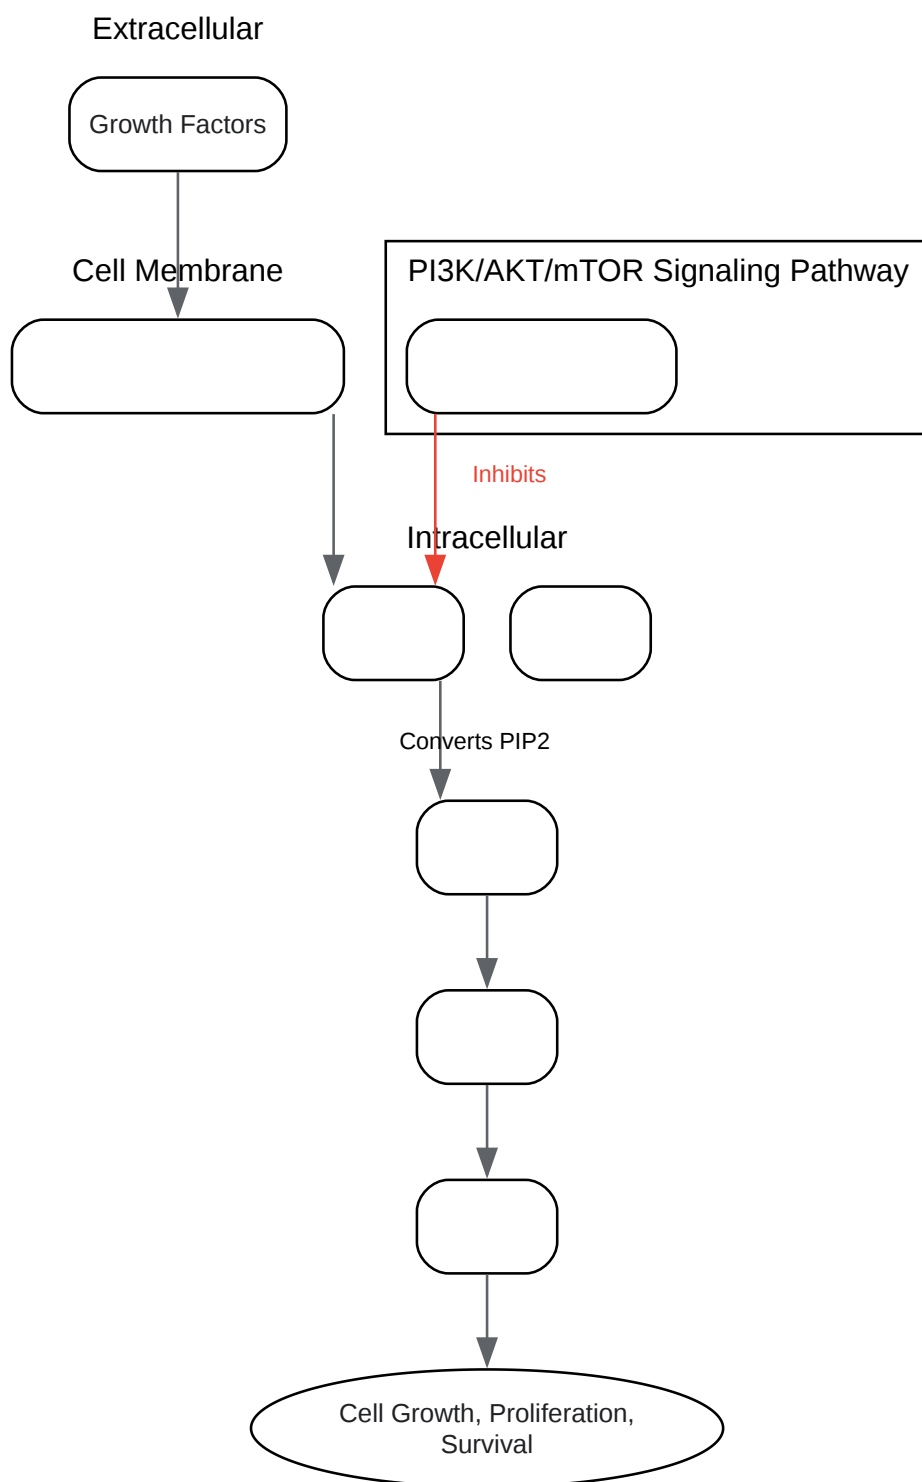 Extracellular
Growth Factors
Cell Membrane
PI3K/AKT/mTOR Signaling Pathway
Inhibits
Intracellular
Converts PIP2
Cell Growth, Proliferation,
Survival